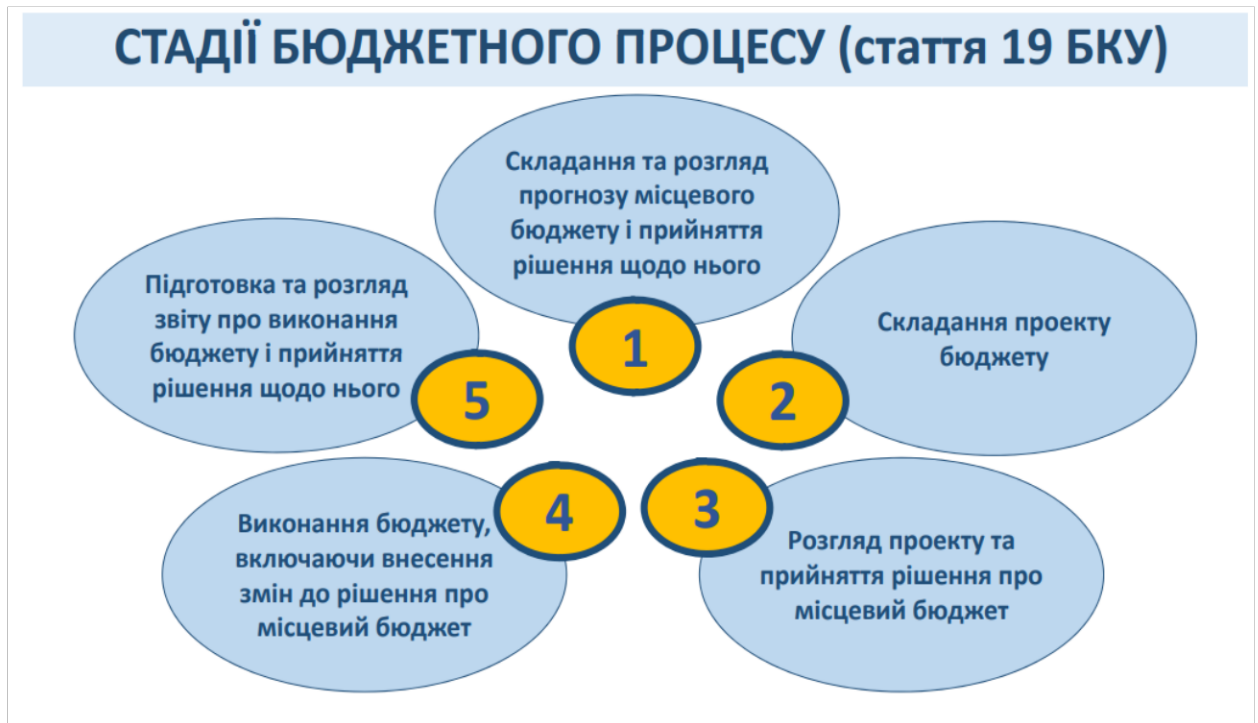 СТАДІЇ БЮДЖЕТНОГО ПРОЦЕСУ (стаття 19 БКУ)
Складання та розгляд
прогнозу місцевого
бюджету і прийняття
рішення щодо нього
1
Складання проекту
бюджету
2
Розгляд проекту та
прийняття рішення про
місцевий бюджет
3
Виконання бюджету,
включаючи внесення
змін до рішення про
місцевий бюджет
4
Підготовка та розгляд
звіту про виконання
бюджету і прийняття
рішення щодо нього
5